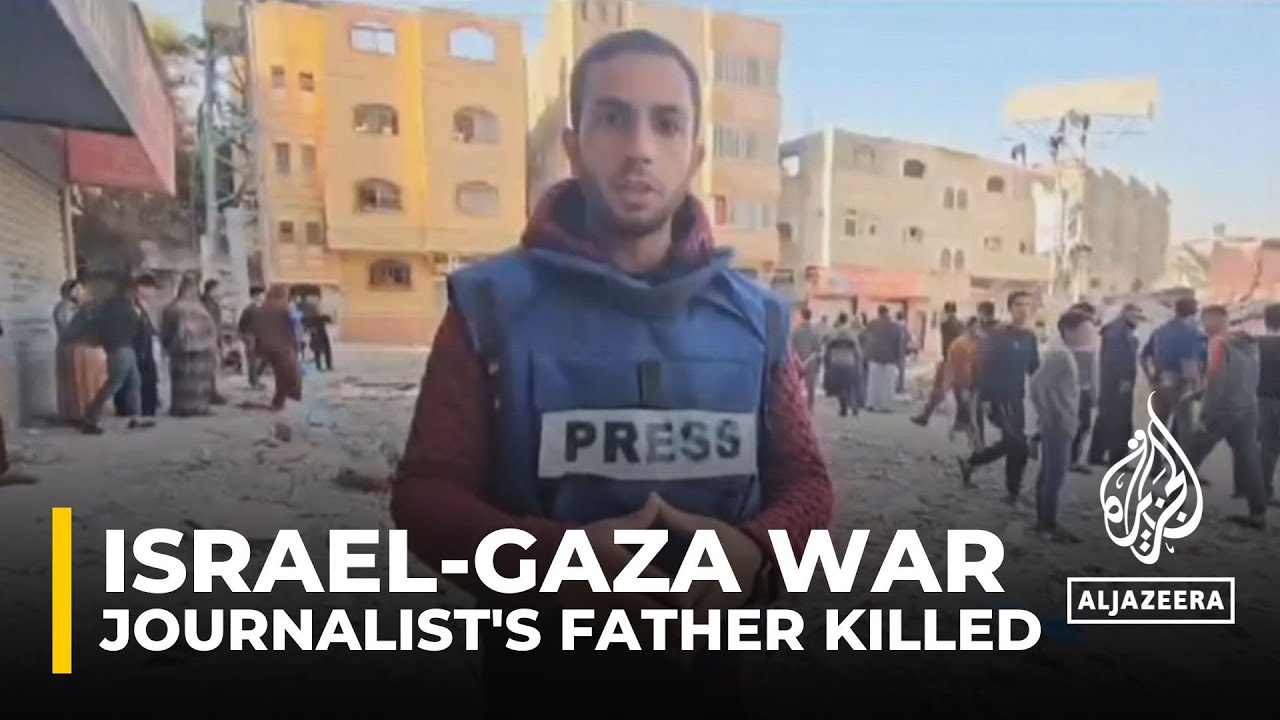 PRESS
ISRAEL-GAZA WAR
JOURNALIST'S FATHER KILLED
الجزيرة
ALJAZEERA